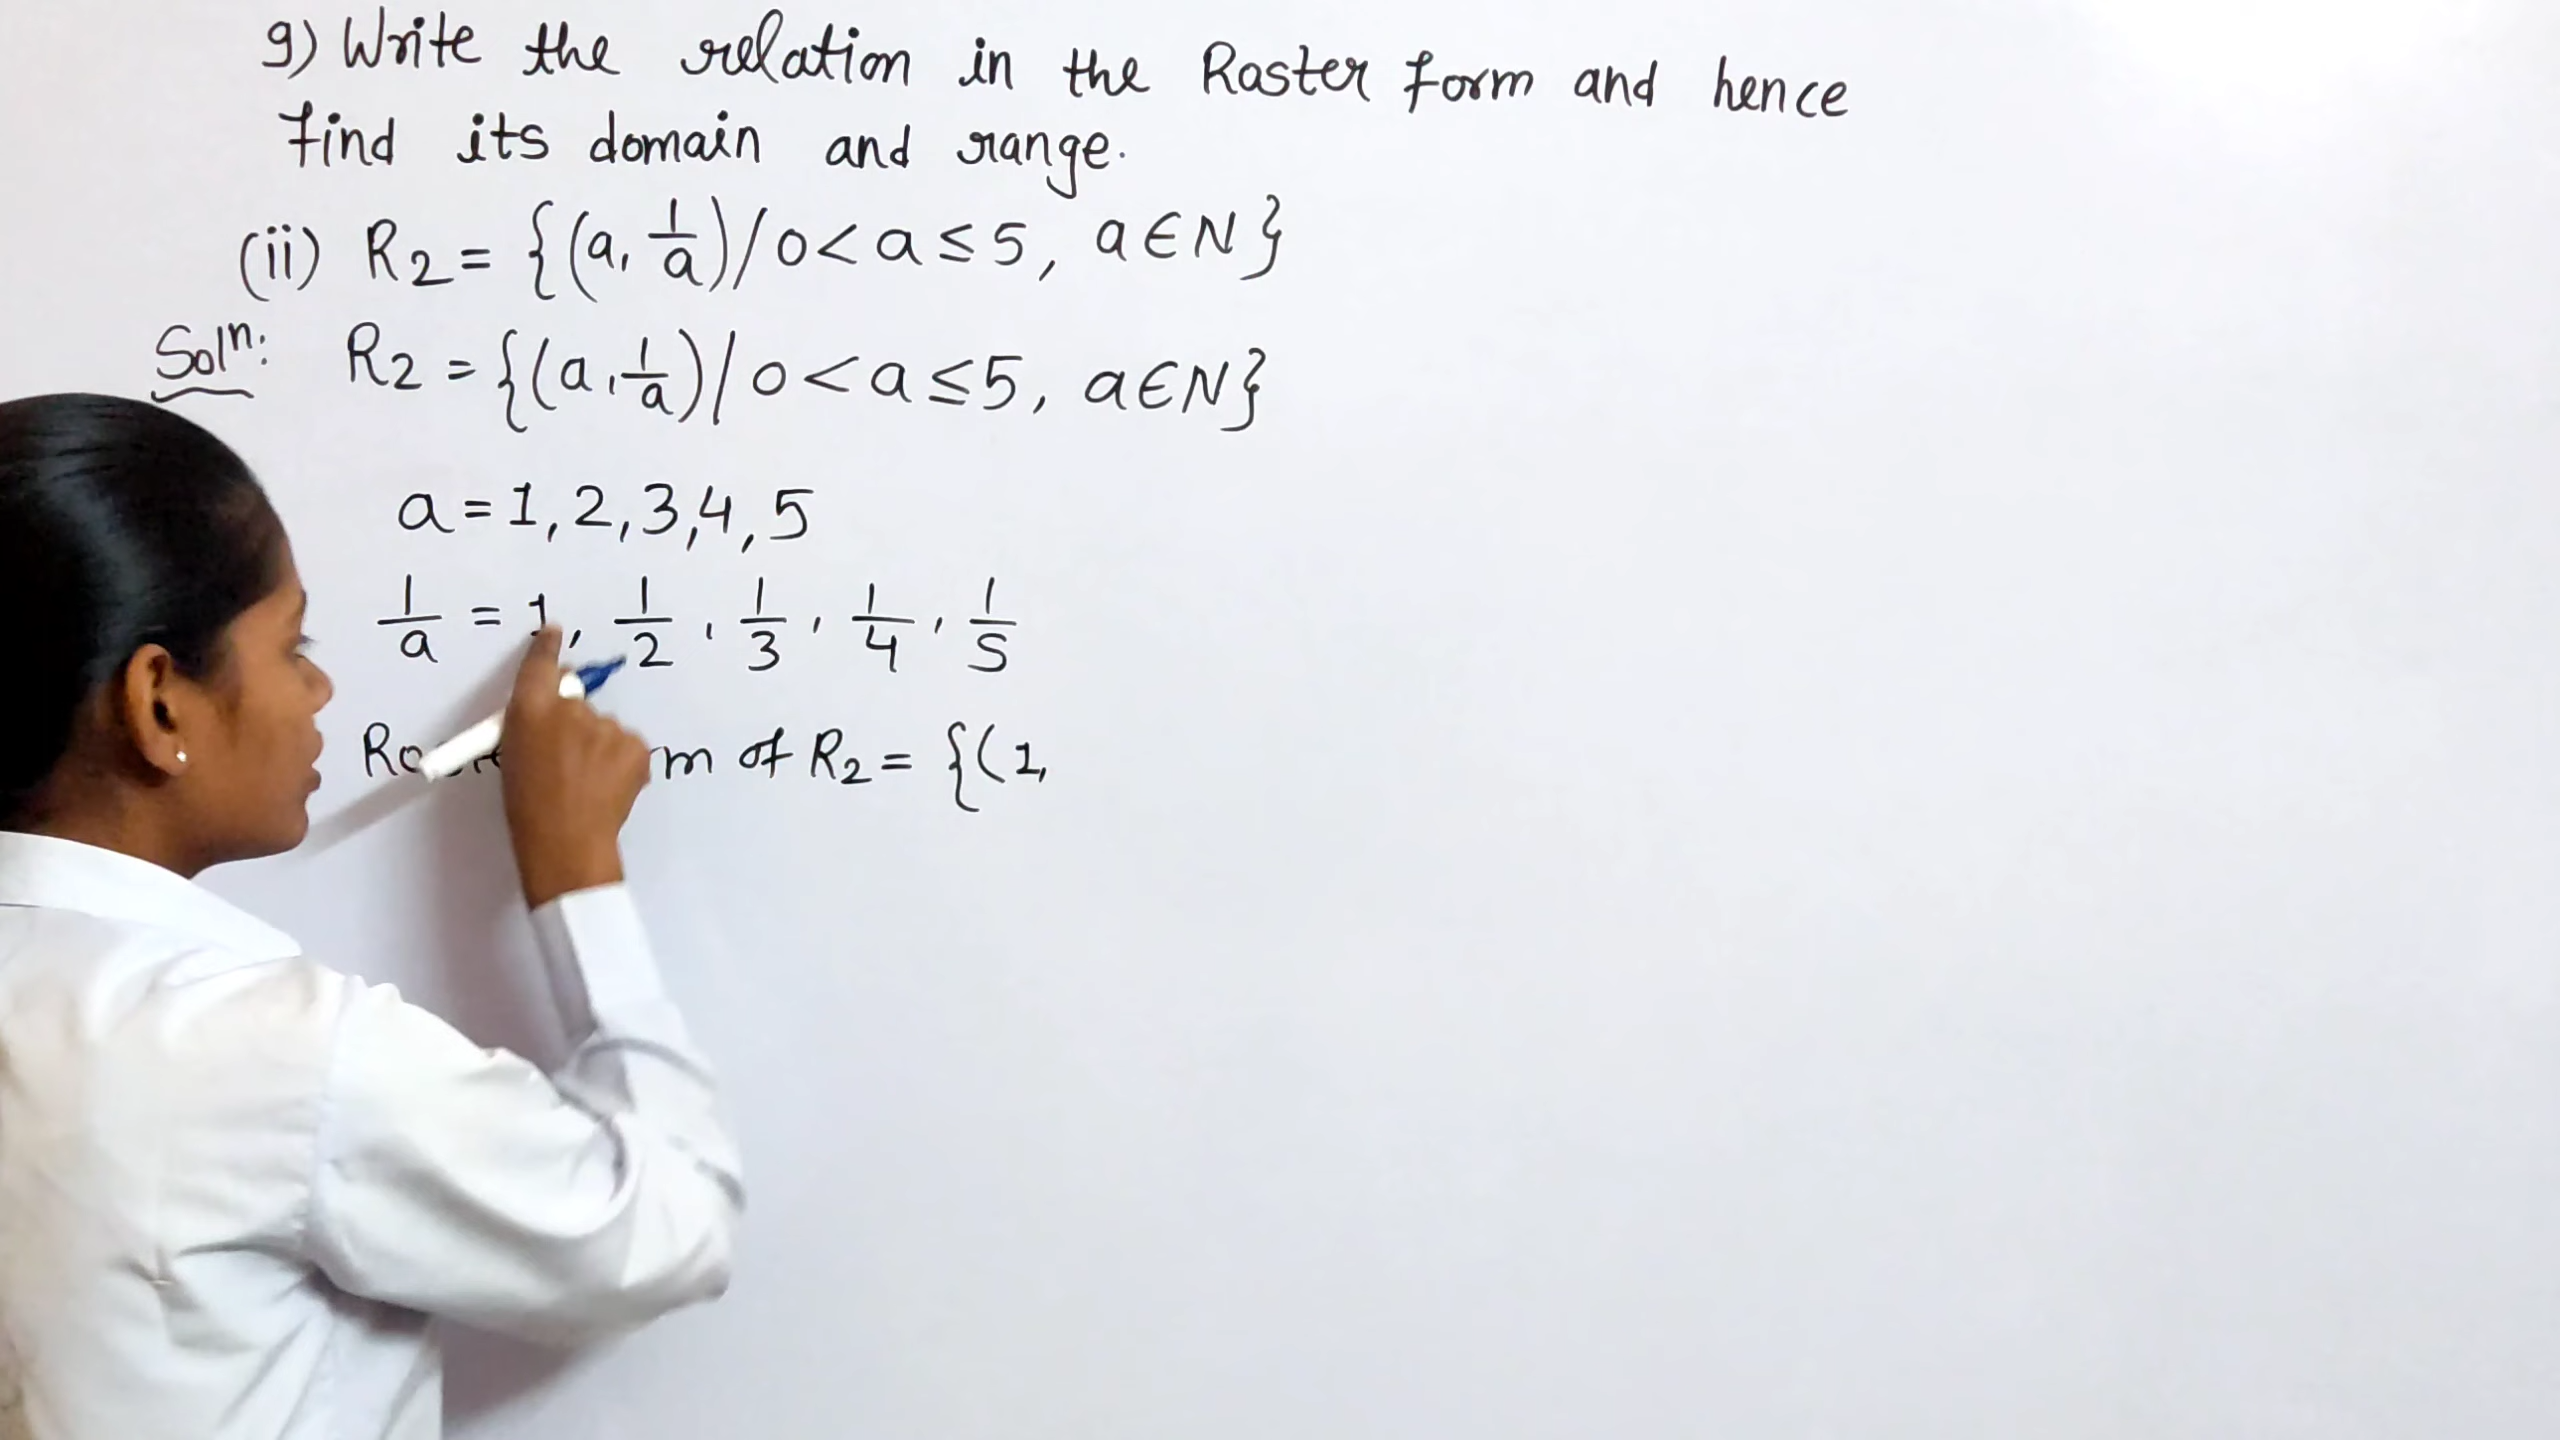 9) Write the relation in the Raster form and hence
find its domain and range.
(ii) R₂ = {(a, 1/a) / 0 < a ≤ 5, a ∈ N}
Solⁿ: R₂ = {(a, 1/a) / 0 < a ≤ 5, a ∈ N}
a = 1, 2, 3, 4, 5
1/a = 1, 1/2, 1/3, 1/4, 1/5
of R₂ = {(1,